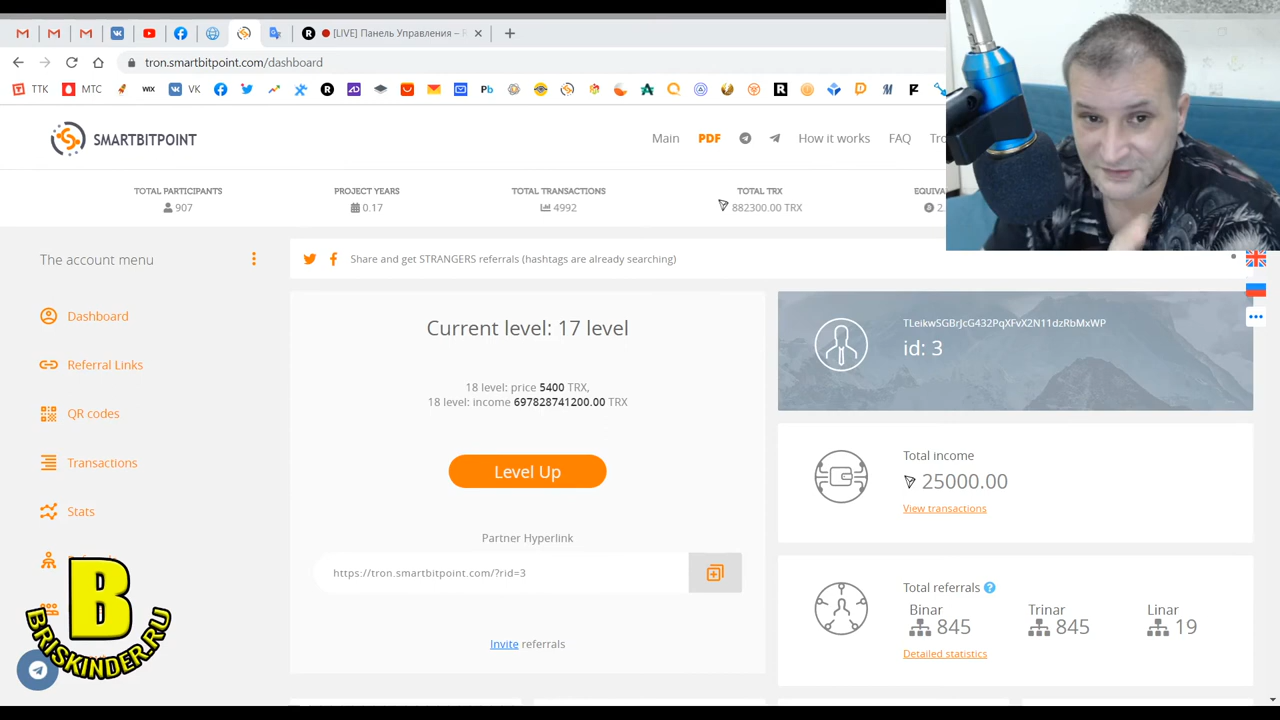 [LIVE] Панель Управления – R
tron.smartbitpoint.com/dashboard
ТТК
МТС
WIX
VK
Pb
SMARTBITPOINT
Main
PDF
How it works
FAQ
TOTAL PARTICIPANTS
907
PROJECT YEARS
0.17
TOTAL TRANSACTIONS
4992
TOTAL TRX
882300.00 TRX
The account menu
Share and get STRANGERS referrals (hashtags are already searching)
Dashboard
Referral Links
QR codes
Transactions
Stats
Current level: 17 level
18 level: price 5400 TRX,
18 level: income 697828741200.00 TRX
Level Up
Partner Hyperlink
https://tron.smartbitpoint.com/?rid=3
Invite referrals
TLeikwSGBrJcG432PqXFvX2N11dzRbMxWP
id: 3
Total income
25000.00
View transactions
Total referrals
Binar
845
Trinar
845
Linar
19
Detailed statistics
B
BRISKINDER.RU